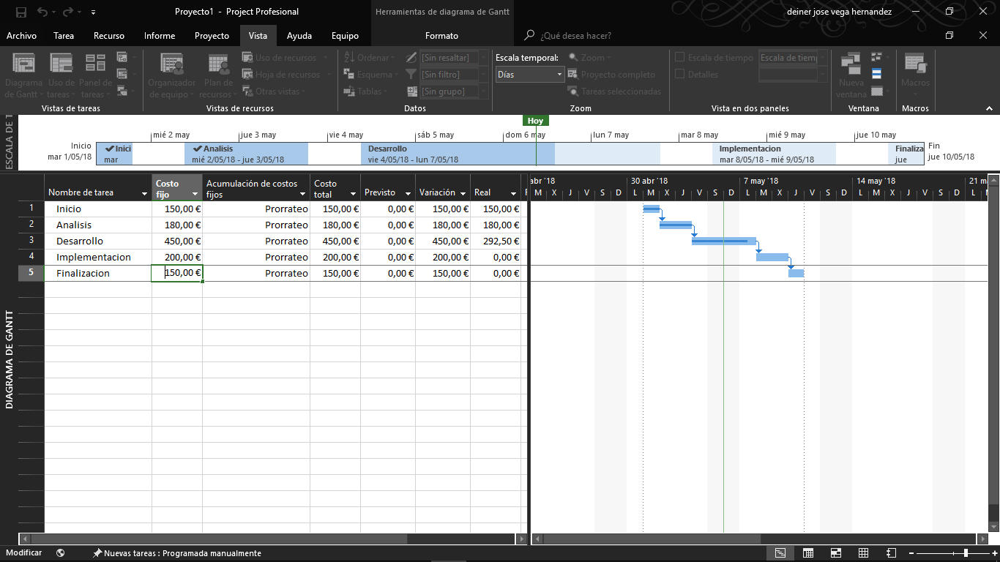 Proyecto1 - Project Profesional
Herramientas de diagrama de Gantt
deiner jose vega hernandez
Archivo Tarea Recurso Informe Proyecto Vista Ayuda Equipo Formato ¿Qué desea hacer?
Diagrama de Gantt
Uso de tareas
Panel de tareas
Vistas de tareas
Organizador de equipo
Plan de recursos
Uso de recursos
Hoja de recursos
Otras vistas
Vistas de recursos
Ordenar
Esquema
Tablas
[Sin resaltar]
[Sin filtro]
[Sin grupo]
Datos
Escala temporal:
Días
Zoom
Proyecto completo
Tareas seleccionadas
Zoom
Escala de tiempo Escala de tiem
Detalles
Vista en dos paneles
Nueva ventana
Ventana
Macros
Macros
ESCALA DE T
Hoy
mié 2 may jue 3 may vie 4 may sáb 5 may dom 6 may lun 7 may mar 8 may mié 9 may jue 10 may
Inicio
mar 1/05/18
Inici
mar
Analisis
mié 2/05/18 - jue 3/05/18
Desarrollo
vie 4/05/18 - lun 7/05/18
Implementacion
mar 8/05/18 - mié 9/05/18
Finaliza
jue
Fin
jue 10/05/18
DIAGRAMA DE GANTT
Nombre de tarea Costo fijo Acumulación de costos fijos Costo total Previsto Variación Real
1 Inicio 150,00 € Prorrateo 150,00 € 0,00 € 150,00 € 150,00 €
2 Analisis 180,00 € Prorrateo 180,00 € 0,00 € 180,00 € 180,00 €
3 Desarrollo 450,00 € Prorrateo 450,00 € 0,00 € 450,00 € 292,50 €
4 Implementacion 200,00 € Prorrateo 200,00 € 0,00 € 200,00 € 0,00 €
5 Finalizacion 150,00 € Prorrateo 150,00 € 0,00 € 150,00 € 0,00 €
abr '18 30 abr '18 7 may '18 14 may '18
M X J V S D L M X J V S D L M X J V S D L M X J V S D L
Modificar Nuevas tareas : Programada manualmente